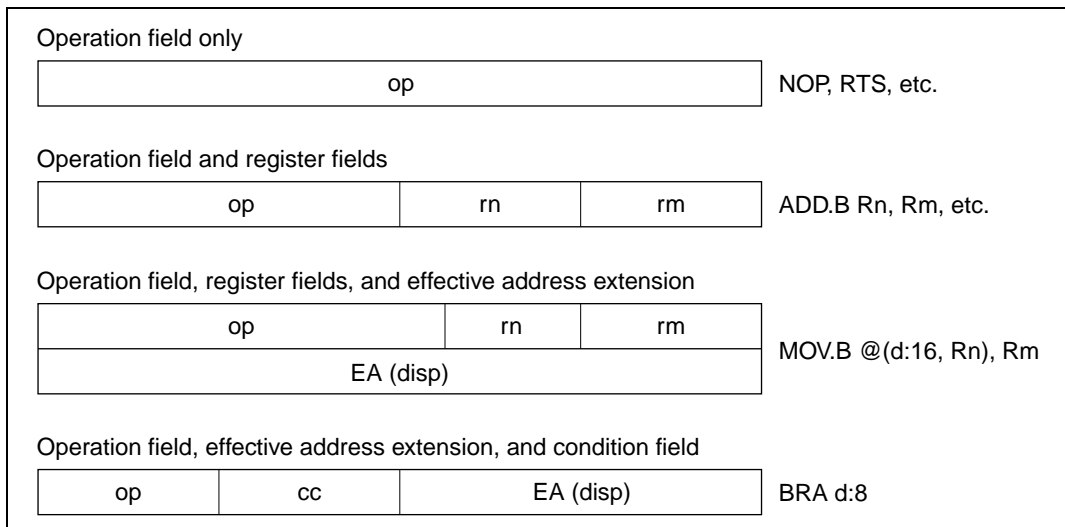 Operation field only
op NOP, RTS, etc.
Operation field and register fields
op rn rm ADD.B Rn, Rm, etc.
Operation field, register fields, and effective address extension
op rn rm
MOV.B @(d:16, Rn), Rm
EA (disp)
Operation field, effective address extension, and condition field
op cc EA (disp) BRA d:8